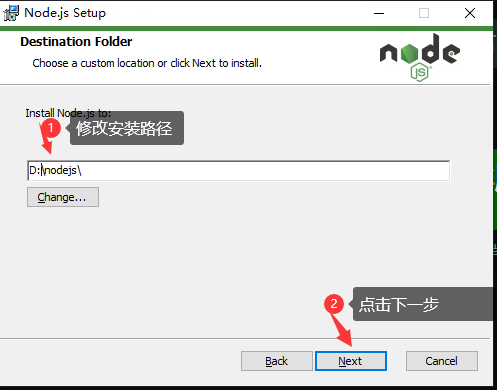 Node.js Setup
Destination Folder
Choose a custom location or click Next to install.
node
JS
Install Node.js to:
1 修改安装路径
D:\nodejs\
Change...
2 点击下一步
Back
Next
Cancel